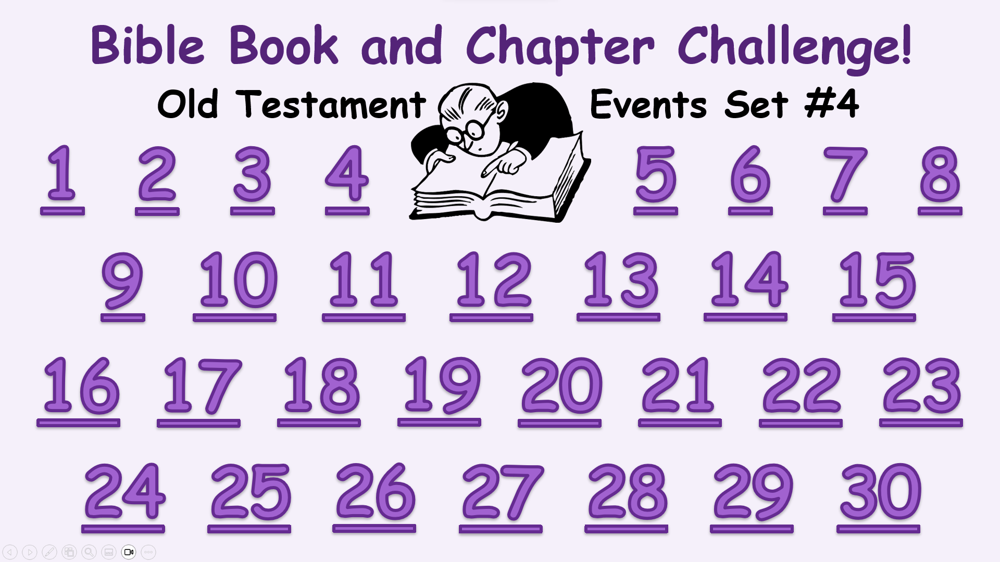 Bible Book and Chapter Challenge!
Old Testament Events Set #4
1 2 3 4 5 6 7 8
9 10 11 12 13 14 15
16 17 18 19 20 21 22 23
24 25 26 27 28 29 30